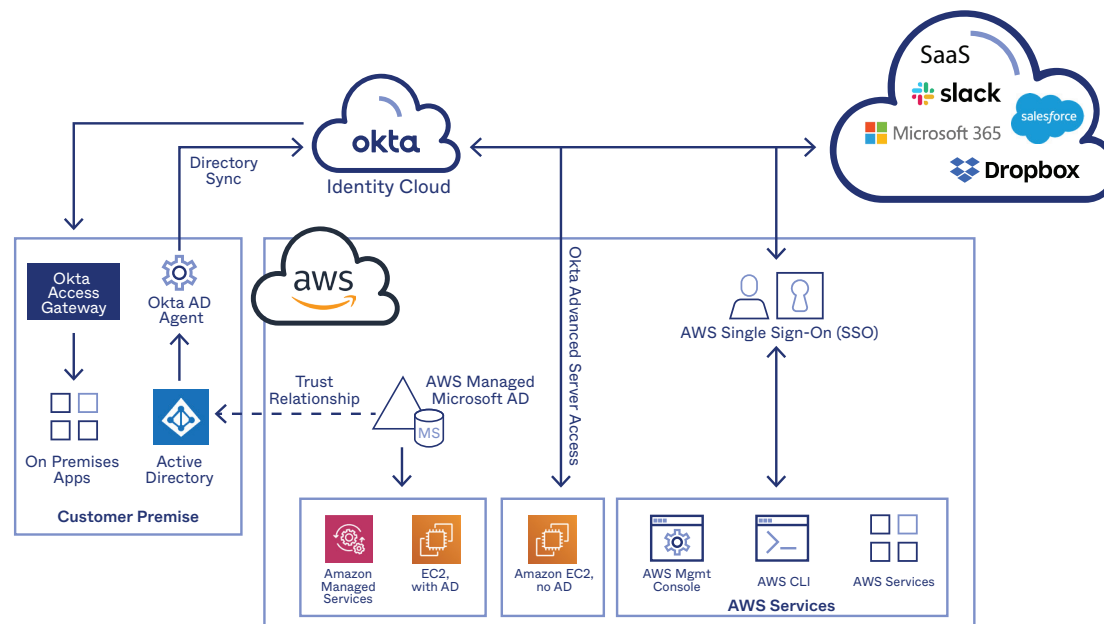 SaaS
slack
salesforce
Microsoft 365
Dropbox
okta
Identity Cloud
Directory
Sync
Okta
Access
Gateway
Okta AD
Agent
On Premises
Apps
Active
Directory
Customer Premise
aws
Trust
Relationship
AWS Managed
Microsoft AD
MS
Okta Advanced Server Access
AWS Single Sign-On (SSO)
Amazon
Managed
Services
EC2,
with AD
Amazon EC2,
no AD
AWS Mgmt
Console
AWS CLI
AWS Services
AWS Services